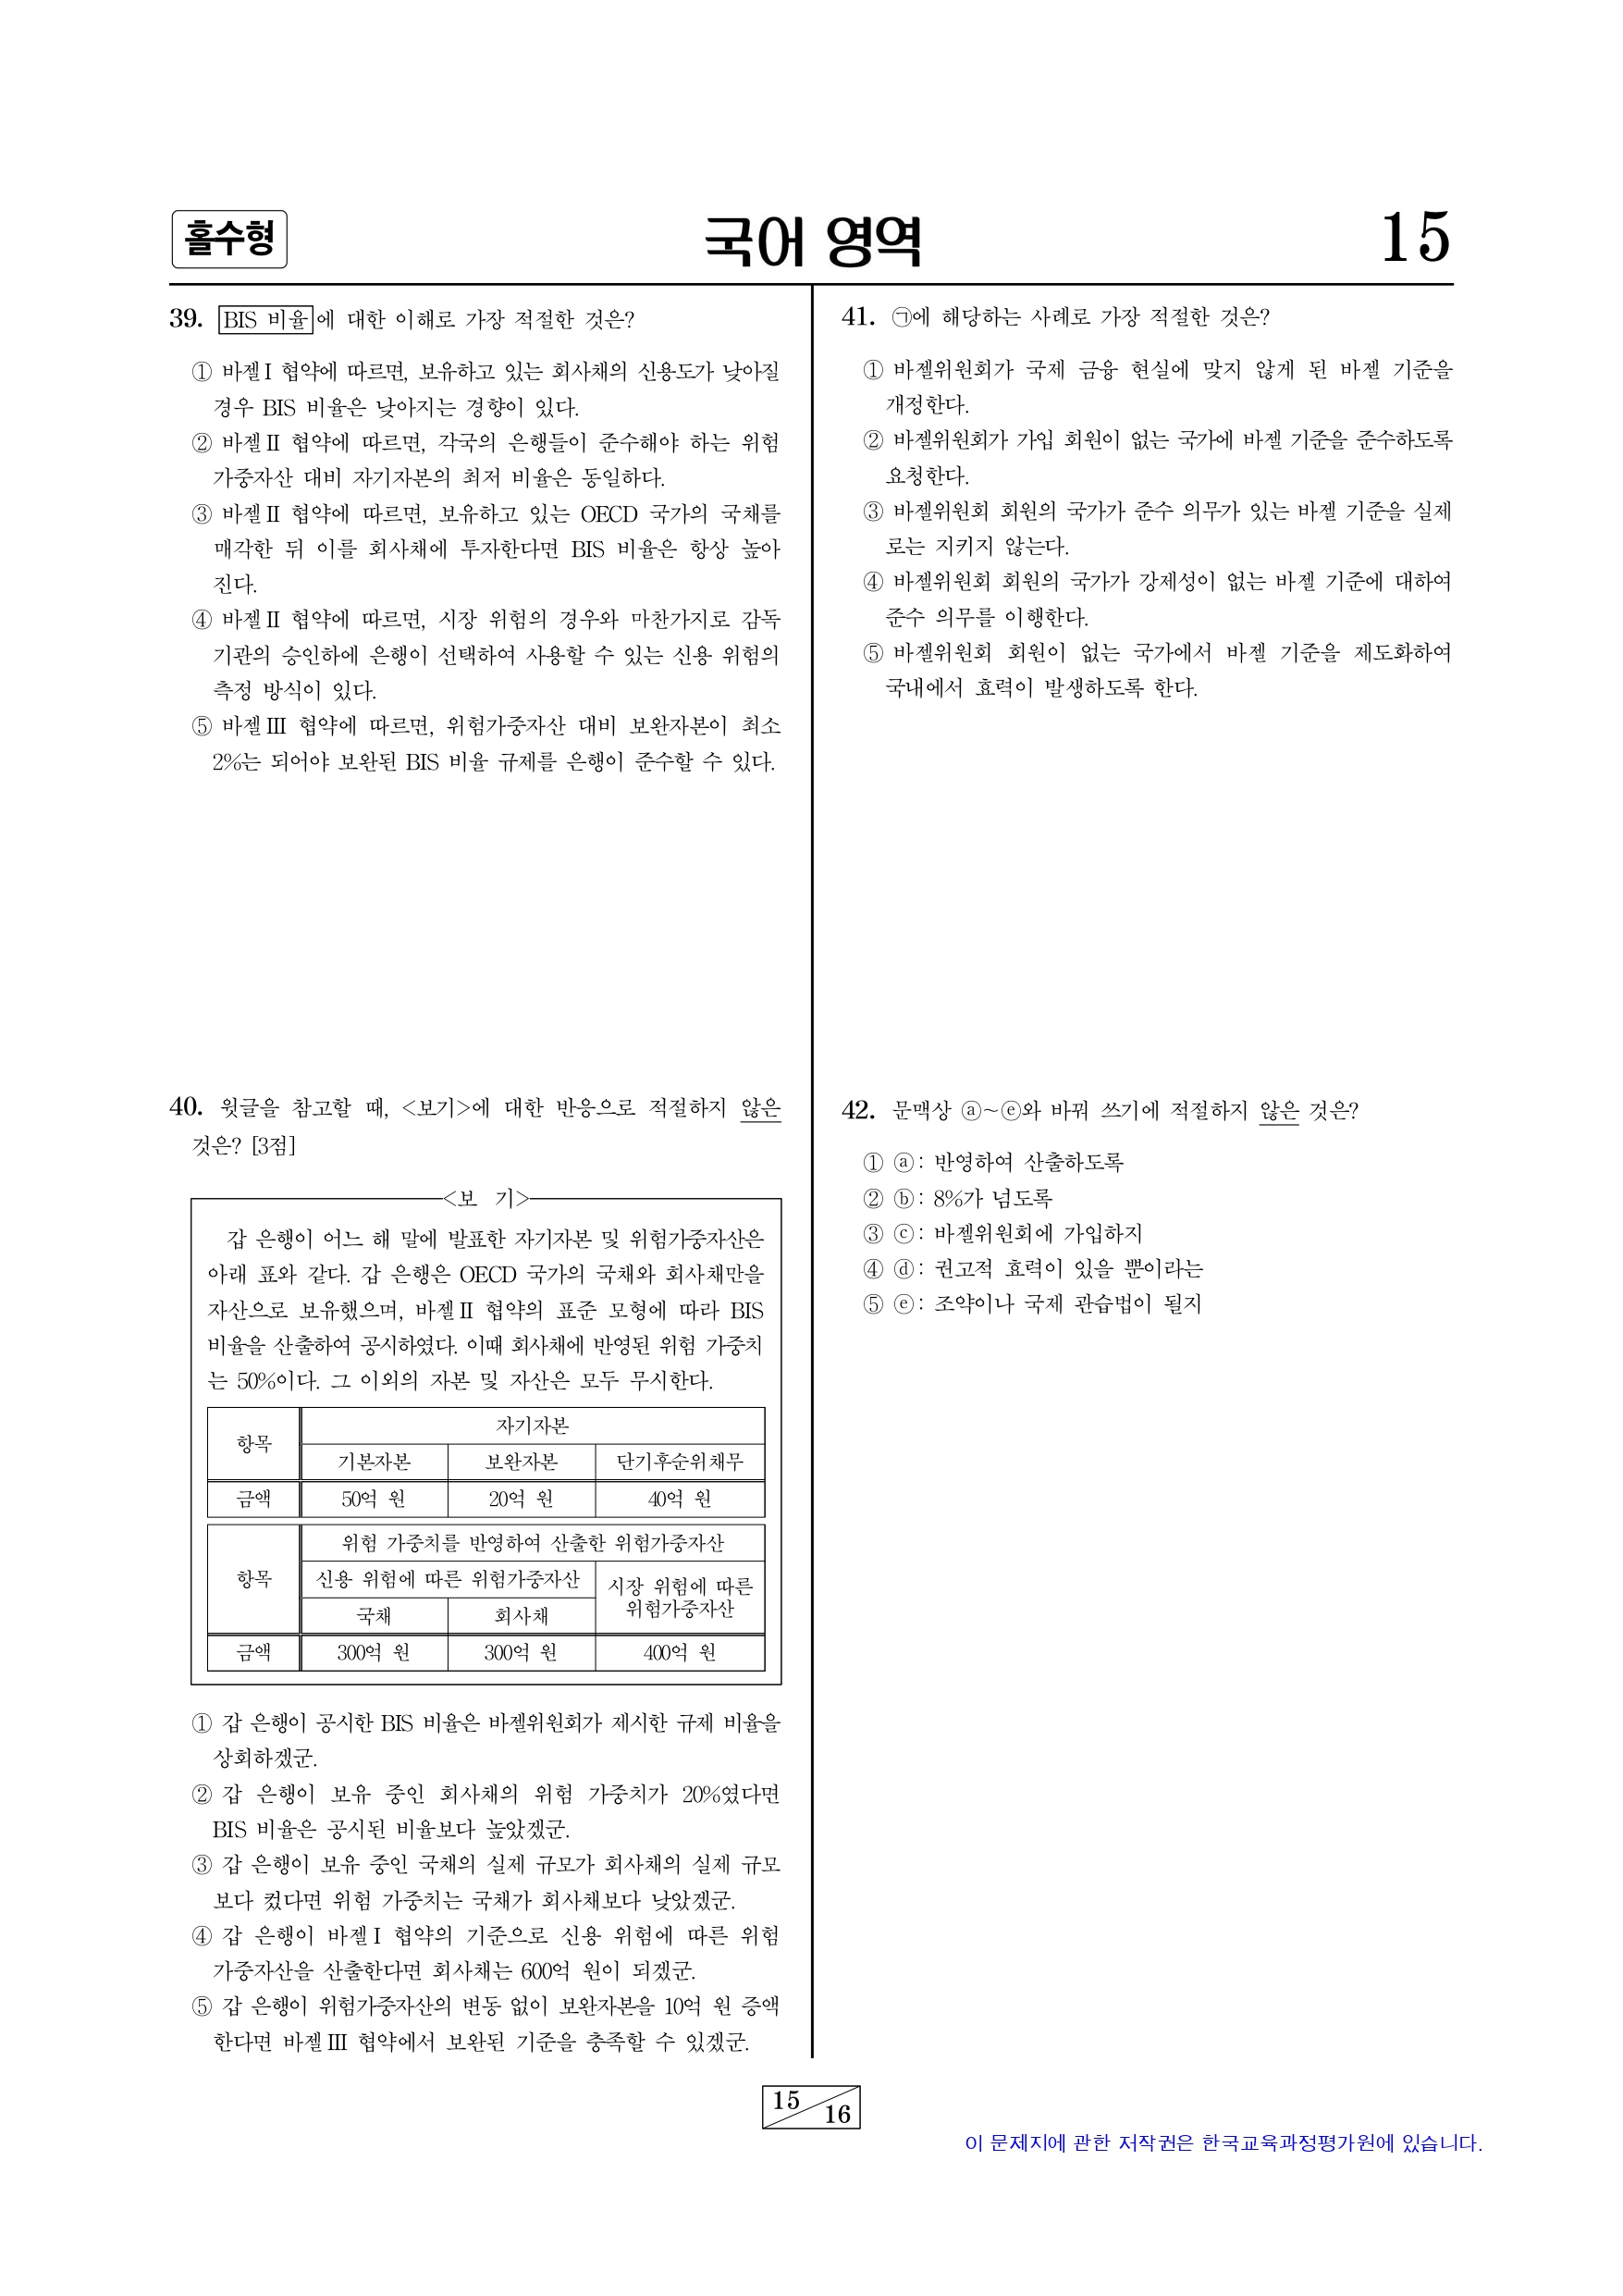 홀수형
국어 영역
15
39. BIS 비율에 대한 이해로 가장 적절한 것은?
① 바젤Ⅰ 협약에 따르면, 보유하고 있는 회사채의 신용도가 낮아질
경우 BIS 비율은 낮아지는 경향이 있다.
② 바젤Ⅱ 협약에 따르면, 각국의 은행들이 준수해야 하는 위험
가중자산 대비 자기자본의 최저 비율은 동일하다.
③ 바젤Ⅱ 협약에 따르면, 보유하고 있는 OECD 국가의 국채를
매각한 뒤 이를 회사채에 투자한다면 BIS 비율은 항상 높아
진다.
④ 바젤Ⅱ 협약에 따르면, 시장 위험의 경우와 마찬가지로 감독
기관의 승인하에 은행이 선택하여 사용할 수 있는 신용 위험의
측정 방식이 있다.
⑤ 바젤Ⅲ 협약에 따르면, 위험가중자산 대비 보완자본이 최소
2%는 되어야 보완된 BIS 비율 규제를 은행이 준수할 수 있다.
40. 윗글을 참고할 때, <보기>에 대한 반응으로 적절하지 않은
것은? [3점]
<보 기>
갑 은행이 어느 해 말에 발표한 자기자본 및 위험가중자산은
아래 표와 같다. 갑 은행은 OECD 국가의 국채와 회사채만을
자산으로 보유했으며, 바젤Ⅱ 협약의 표준 모형에 따라 BIS
비율을 산출하여 공시하였다. 이때 회사채에 반영된 위험 가중치
는 50%이다. 그 이외의 자본 및 자산은 모두 무시한다.
항목 자기자본
기본자본 보완자본 단기후순위채무
금액 50억 원 20억 원 40억 원
항목 위험 가중치를 반영하여 산출한 위험가중자산
신용 위험에 따른 위험가중자산 시장 위험에 따른
위험가중자산
국채 회사채
금액 300억 원 300억 원 400억 원
① 갑 은행이 공시한 BIS 비율은 바젤위원회가 제시한 규제 비율을
상회하겠군.
② 갑 은행이 보유 중인 회사채의 위험 가중치가 20%였다면
BIS 비율은 공시된 비율보다 높았겠군.
③ 갑 은행이 보유 중인 국채의 실제 규모가 회사채의 실제 규모
보다 컸다면 위험 가중치는 국채가 회사채보다 낮았겠군.
④ 갑 은행이 바젤Ⅰ 협약의 기준으로 신용 위험에 따른 위험
가중자산을 산출한다면 회사채는 600억 원이 되겠군.
⑤ 갑 은행이 위험가중자산의 변동 없이 보완자본을 10억 원 증액
한다면 바젤Ⅲ 협약에서 보완된 기준을 충족할 수 있겠군.
41. ㉠에 해당하는 사례로 가장 적절한 것은?
① 바젤위원회가 국제 금융 현실에 맞지 않게 된 바젤 기준을
개정한다.
② 바젤위원회가 가입 회원이 없는 국가에 바젤 기준을 준수하도록
요청한다.
③ 바젤위원회 회원의 국가가 준수 의무가 있는 바젤 기준을 실제
로는 지키지 않는다.
④ 바젤위원회 회원의 국가가 강제성이 없는 바젤 기준에 대하여
준수 의무를 이행한다.
⑤ 바젤위원회 회원이 없는 국가에서 바젤 기준을 제도화하여
국내에서 효력이 발생하도록 한다.
42. 문맥상 ⓐ~ⓔ와 바꿔 쓰기에 적절하지 않은 것은?
① ⓐ: 반영하여 산출하도록
② ⓑ: 8%가 넘도록
③ ⓒ: 바젤위원회에 가입하지
④ ⓓ: 권고적 효력이 있을 뿐이라는
⑤ ⓔ: 조약이나 국제 관습법이 될지
15 16
이 문제지에 관한 저작권은 한국교육과정평가원에 있습니다.